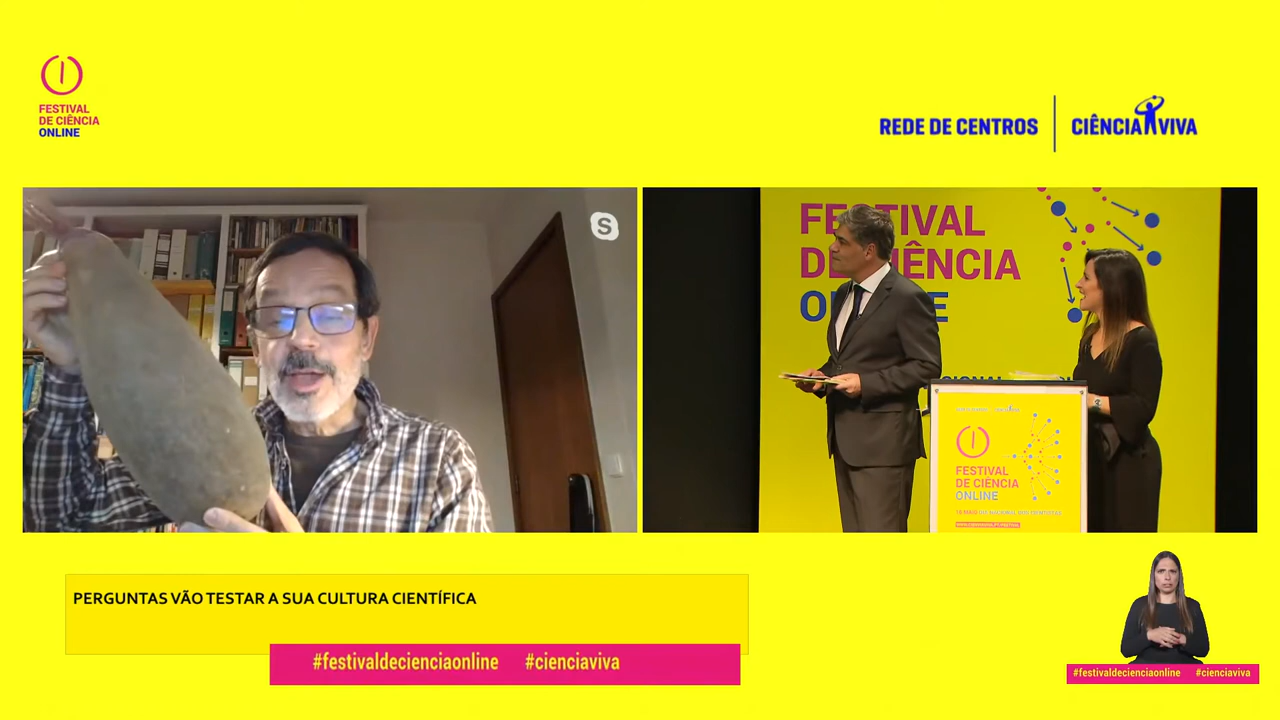 FESTIVAL
DE CIÊNCIA
ONLINE
REDE DE CENTROS
CIÊNCIA VIVA
S
FESTIVAL
DE CIÊNCIA
FESTIVAL
DE CIÊNCIA
ONLINE
PERGUNTAS VÃO TESTAR A SUA CULTURA CIENTÍFICA
#festivaldecienciaonline #cienciaviva
#festivaldecienciaonline #cienciaviva